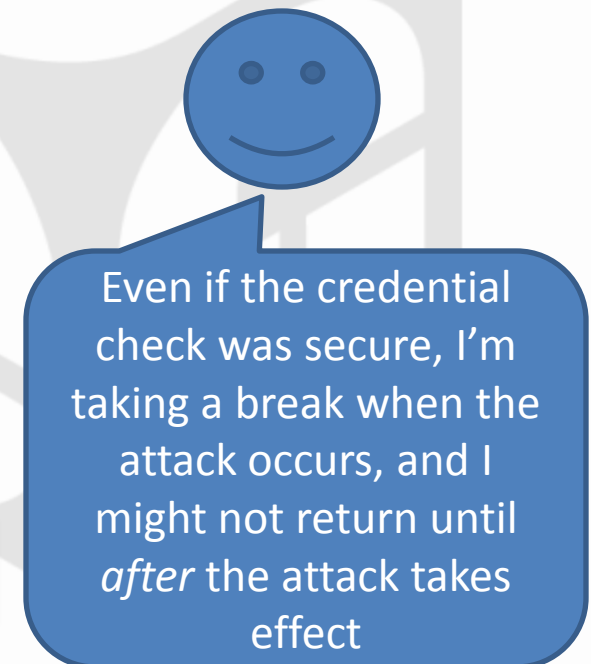 Even if the credential
check was secure, I’m
taking a break when the
attack occurs, and I
might not return until
after the attack takes
effect